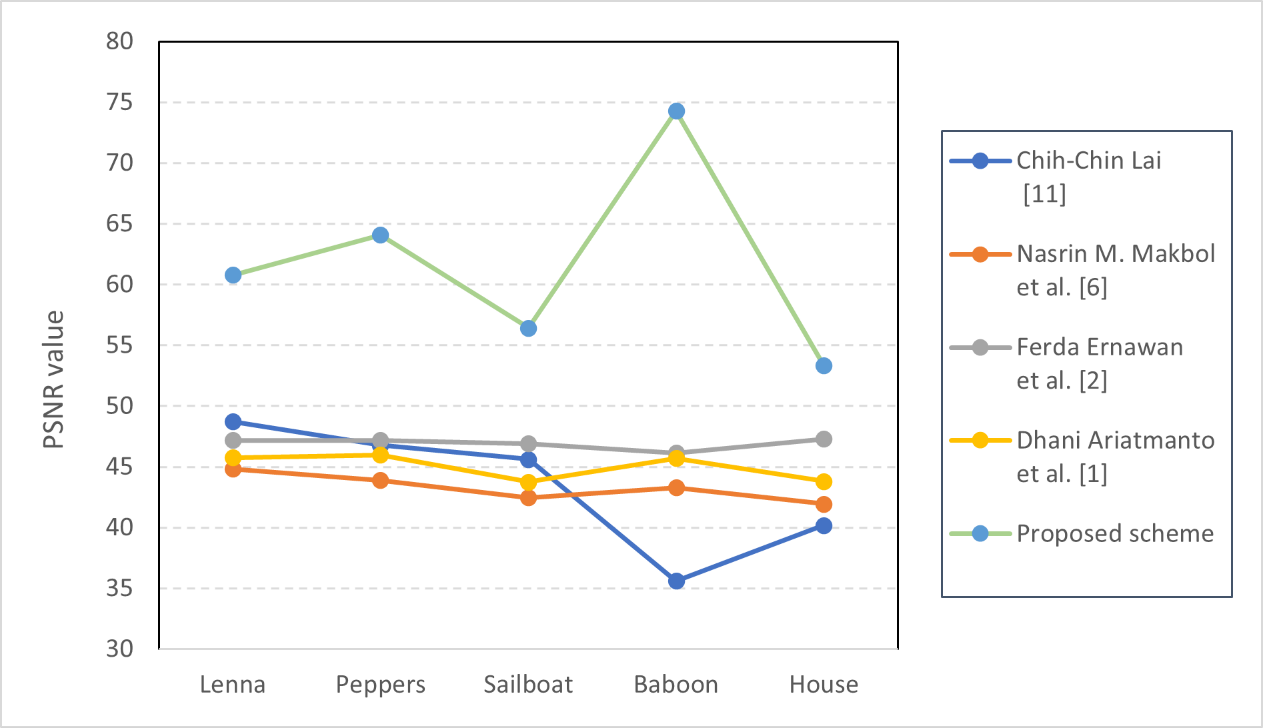 80
75
70
65
60
55
50
45
40
35
30
PSNR value
Lenna Peppers Sailboat Baboon House
Chih-Chin Lai
[11]
Nasrin M. Makbol
et al. [6]
Ferda Ernawan
et al. [2]
Dhani Ariatmanto
et al. [1]
Proposed scheme